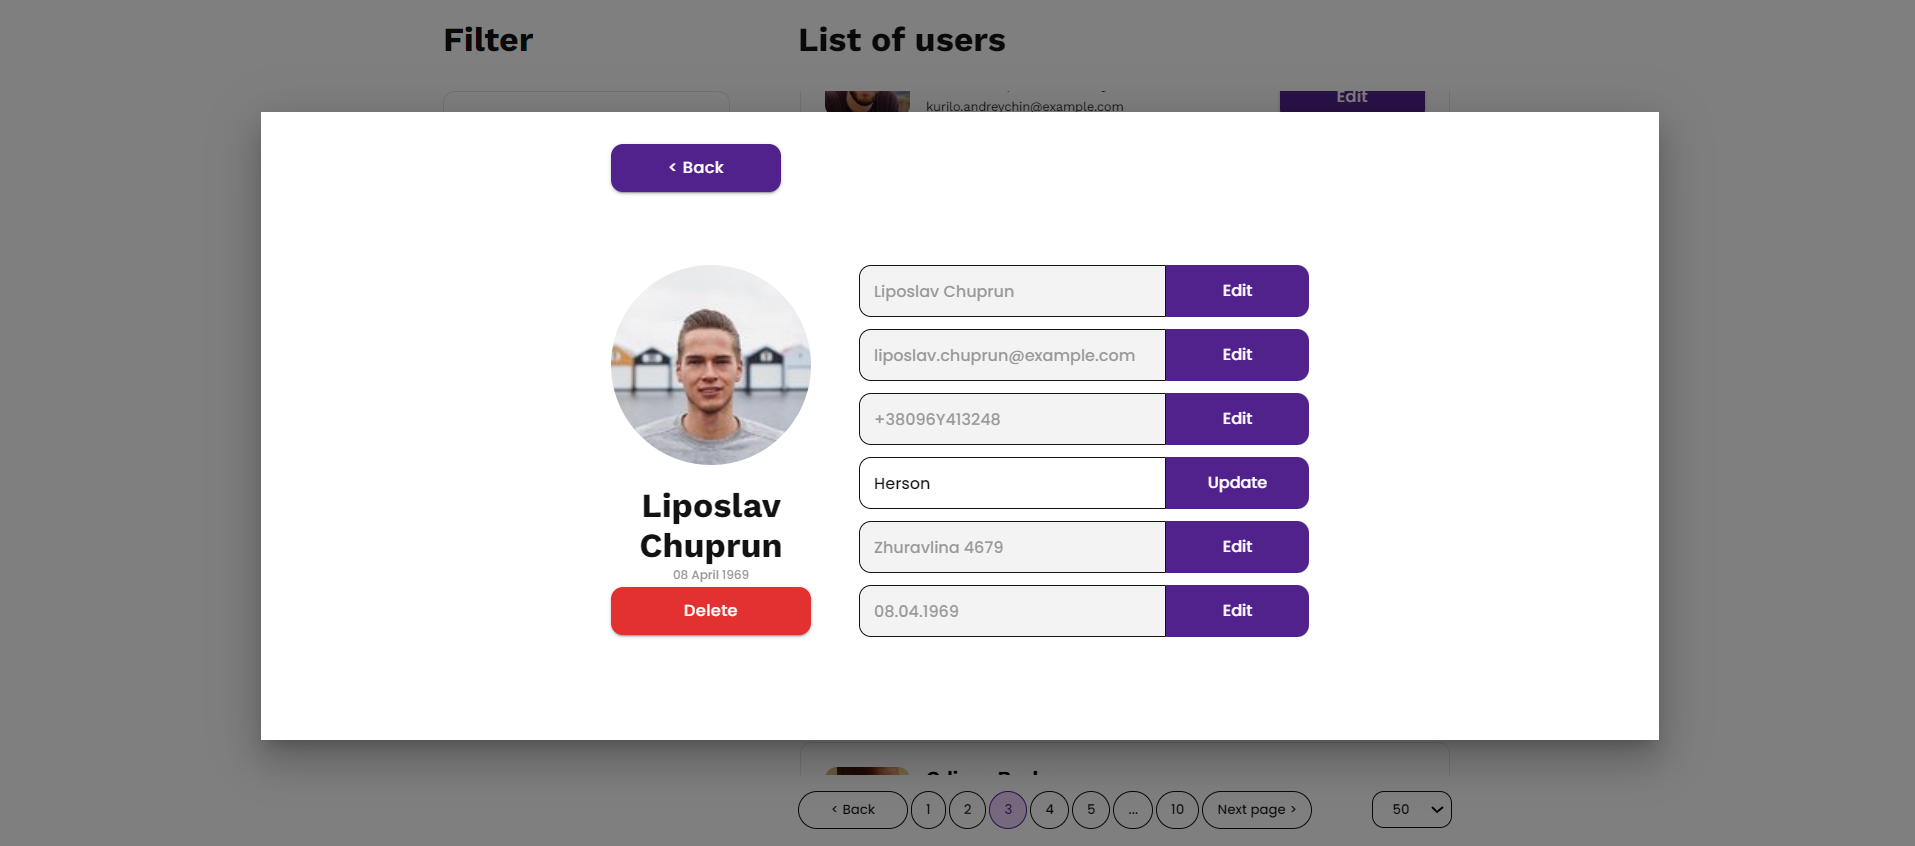 Filter
List of users
kurilo.andreychin@example.com
Edit
< Back
Liposlav Chuprun
Edit
liposlav.chuprun@example.com
Edit
+38096Y413248
Edit
Herson
Update
Zhuravlina 4679
Edit
08.04.1969
Edit
Liposlav
Chuprun
08 April 1969
Delete
< Back
1
2
3
4
5
...
10
Next page >
50